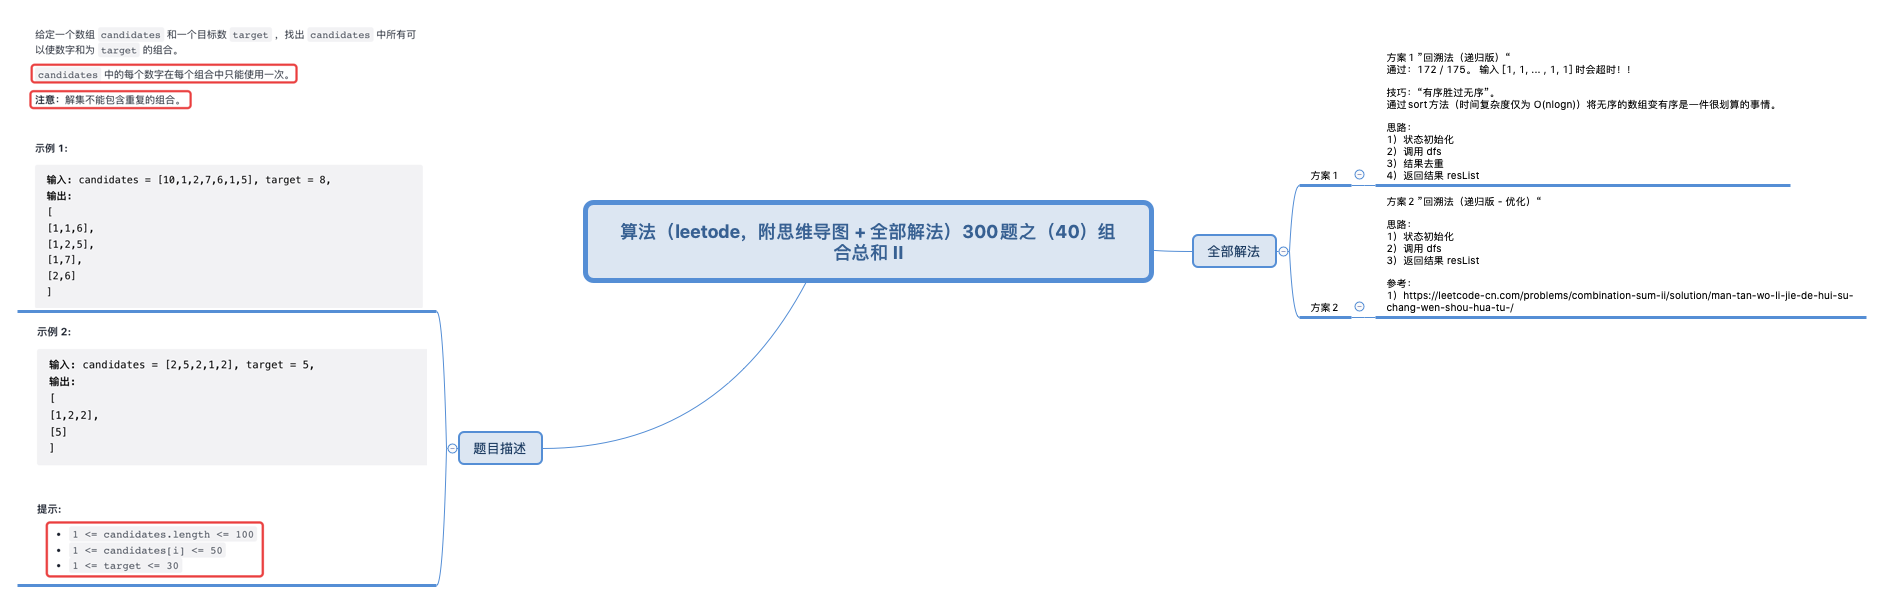 给定一个数组 candidates 和一个目标数 target ，找出 candidates 中所有可
以使数字和为 target 的组合。
candidates 中的每个数字在每个组合中只能使用一次。
注意：解集不能包含重复的组合。
示例 1:
输入: candidates = [10,1,2,7,6,1,5], target = 8,
输出:
[
[1,1,6],
[1,2,5],
[1,7],
[2,6]
]
示例 2:
输入: candidates = [2,5,2,1,2], target = 5,
输出:
[
[1,2,2],
[5]
]
提示:
• 1 <= candidates.length <= 100
• 1 <= candidates[i] <= 50
• 1 <= target <= 30
题目描述
算法（leetode，附思维导图 + 全部解法）300题之（40）组
合总和 II
全部解法
方案 1
方案 1 ”回溯法（递归版）“
通过：172 / 175。 输入 [1, 1, ... , 1, 1] 时会超时！！
技巧：“有序胜过无序”。
通过sort方法（时间复杂度仅为 O(nlogn)）将无序的数组变有序是一件很划算的事情。
思路：
1）状态初始化
2）调用 dfs
3）结果去重
4）返回结果 resList
方案 2
方案 2 ”回溯法（递归版 - 优化）“
思路：
1）状态初始化
2）调用 dfs
3）返回结果 resList
参考：
1）https://leetcode-cn.com/problems/combination-sum-ii/solution/man-tan-wo-li-jie-de-hui-su-
chang-wen-shou-hua-tu-/